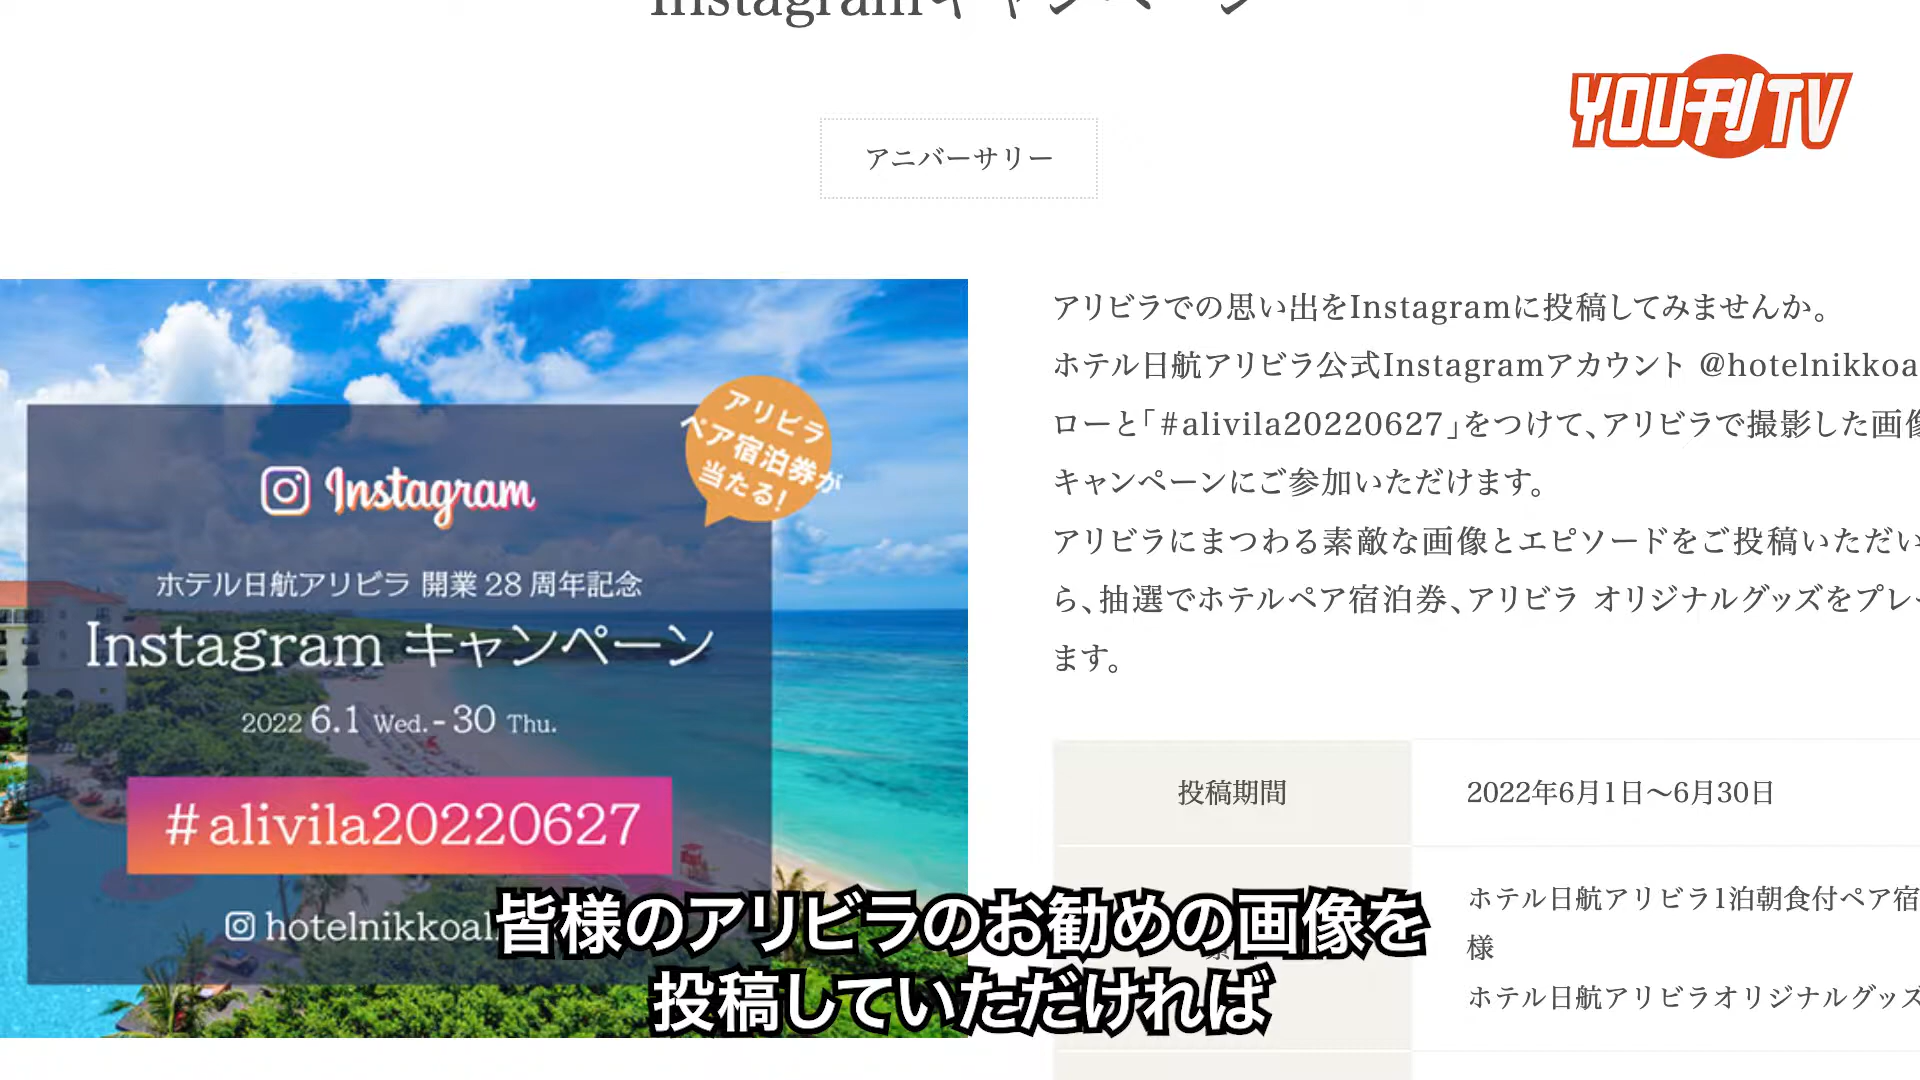 Instagramキャンペーン
YOU刊TV
アニバーサリー
アリビラでの思い出をInstagramに投稿してみませんか。
ホテル日航アリビラ公式Instagramアカウント @hotelnikkoa
ローと「#alivila20220627」をつけて、アリビラで撮影した画像
キャンペーンにご参加いただけます。
アリビラにまつわる素敵な画像とエピソードをご投稿いただい
ら、抽選でホテルペア宿泊券、アリビラ オリジナルグッズをプレ
ます。
アリビラ
ペア宿泊券が
当たる!
Instagram
ホテル日航アリビラ 開業 28 周年記念
Instagram キャンペーン
2022 6.1 Wed. - 30 Thu.
#alivila20220627
hotelnikkoal
投稿期間
2022年6月1日〜6月30日
ホテル日航アリビラ1泊朝食付ペア宿
様
ホテル日航アリビラオリジナルグッズ
皆様のアリビラのお勧めの画像を
投稿していただければ